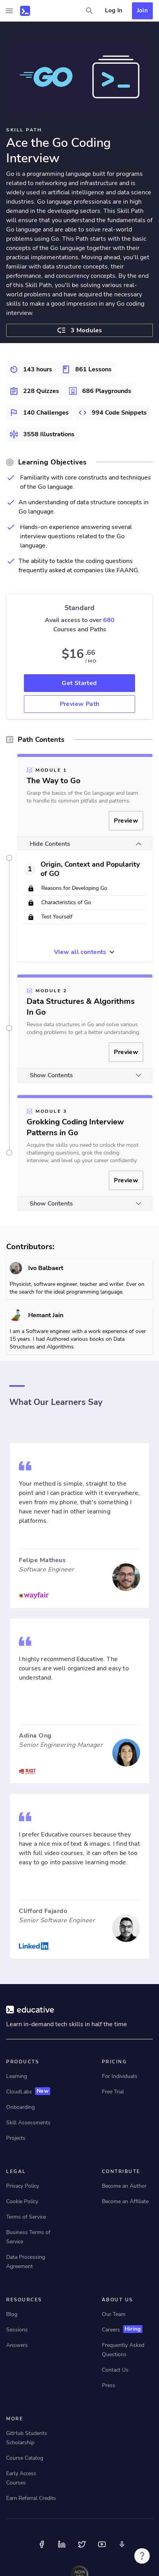 Log In
Join
GO
SKILL PATH
Ace the Go Coding
Interview
Go is a programming language built for programs
related to networking and infrastructure and is
widely used in data science and artificial intelligence
industries. Go language professionals are in high
demand in the developing sectors. This Skill Path
will ensure that you know the in-demand essentials of
Go language and are able to solve real-world
problems using Go. This Path starts with the basic
concepts of the Go language together with their
practical implementations. Moving ahead, you'll get
familiar with data structure concepts, their
performance, and concurrency concepts. By the end
of this Skill Path, you'll be solving various real-
world problems and have acquired the necessary
skills to make a good impression in any Go coding
interview.
3 Modules
143 hours
861 Lessons
228 Quizzes
686 Playgrounds
140 Challenges
994 Code Snippets
3558 Illustrations
Learning Objectives
Familiarity with core constructs and techniques
of the Go language.
An understanding of data structure concepts in
Go language.
Hands-on experience answering several
interview questions related to the Go
language.
The ability to tackle the coding questions
frequently asked at companies like FAANG.
Standard
Avail access to over 680
Courses and Paths
$16.66
/ MO
Get Started
Preview Path
Path Contents
MODULE 1
The Way to Go
Grasp the basics of the Go language and learn
to handle its common pitfalls and patterns.
Preview
Hide Contents
1
Origin, Context and Popularity
of GO
Reasons for Developing Go
Characteristics of Go
Test Yourself
View all contents
MODULE 2
Data Structures & Algorithms
In Go
Revise data structures in Go and solve various
coding problems to get a better understanding.
Preview
Show Contents
MODULE 3
Grokking Coding Interview
Patterns in Go
Acquire the skills you need to unlock the most
challenging questions, chief of which are the coding
interview, and level up your career confidently.
Preview
Show Contents
Contributors:
Ivo Balbaert
Physicist, software engineer, teacher and writer. Ever on
the search for the ideal programming language.
Hemant Jain
I am a Software engineer with a work experience of over
15 years. I had Authored various books on Data
Structures and Algorithms.
What Our Learners Say
Your method is simple, straight to the
point and I can practice with it everywhere,
even from my phone, that's something I
have never had in other learning
platforms.
Felipe Matheus
Software Engineer
wayfair
I highly recommend Educative. The
courses are well organized and easy to
understand.
Adina Ong
Senior Engineering Manager
RIOT
I prefer Educative courses because they
have a nice mix of text & images. I find that
with full video courses, it can often be too
easy to go into passive learning mode.
Clifford Fajardo
Senior Software Engineer
LinkedIn
educative
Learn in-demand tech skills in half the time
PRODUCTS
Learning
CloudLabs New
Onboarding
Skill Assessments
Projects
PRICING
For Individuals
Free Trial
LEGAL
Privacy Policy
Cookie Policy
Terms of Service
Business Terms of
Service
Data Processing
Agreement
CONTRIBUTE
Become an Author
Become an Affiliate
RESOURCES
Blog
Sessions
Answers
ABOUT US
Our Team
Careers Hiring
Frequently Asked
Questions
Contact Us
Press
MORE
GitHub Students
Scholarship
Course Catalog
Early Access
Courses
Earn Referral Credits
?